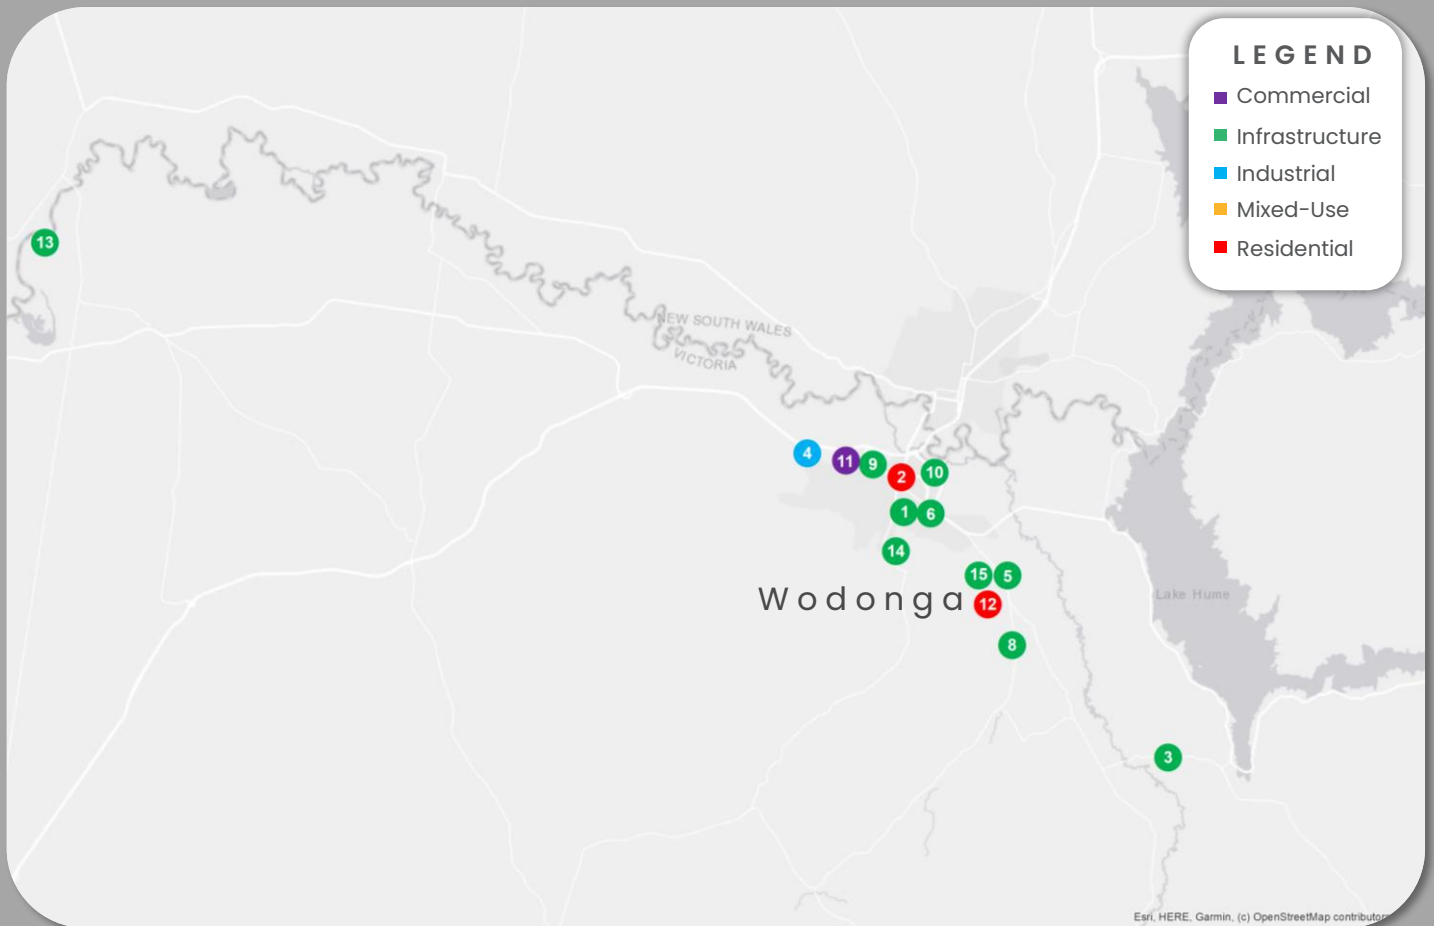 LEGEND
Commercial
Infrastructure
Industrial
Mixed-Use
Residential
13
NEW SOUTH WALES
VICTORIA
4
11
9
2
10
1
6
14
15
5
Wodonga
12
Lake Hume
8
3
Esri, HERE, Garmin, (c) OpenStreetMap contributors